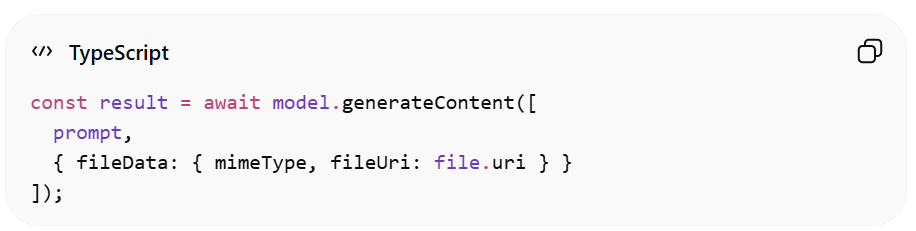 </> TypeScript
const result = await model.generateContent([
  prompt,
  { fileData: { mimeType, fileUri: file.uri } }
]);